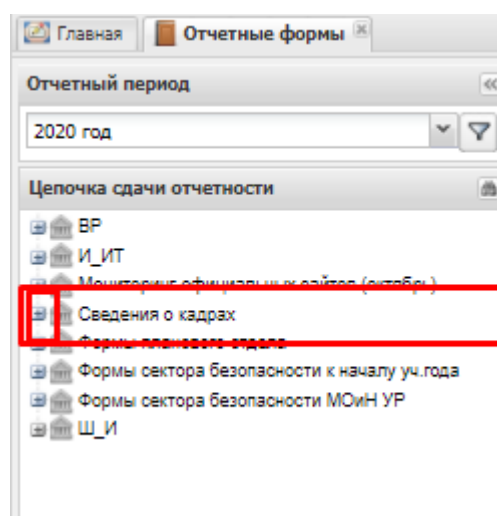 Главная
Отчетные формы
Отчетный период
2020 год
Цепочка сдачи отчетности
ВР
И_ИТ
Мониторинг официальных сайтов (октябрь)
Сведения о кадрах
Формы планового отдела
Формы сектора безопасности к началу уч.года
Формы сектора безопасности МОиН УР
Ш_И